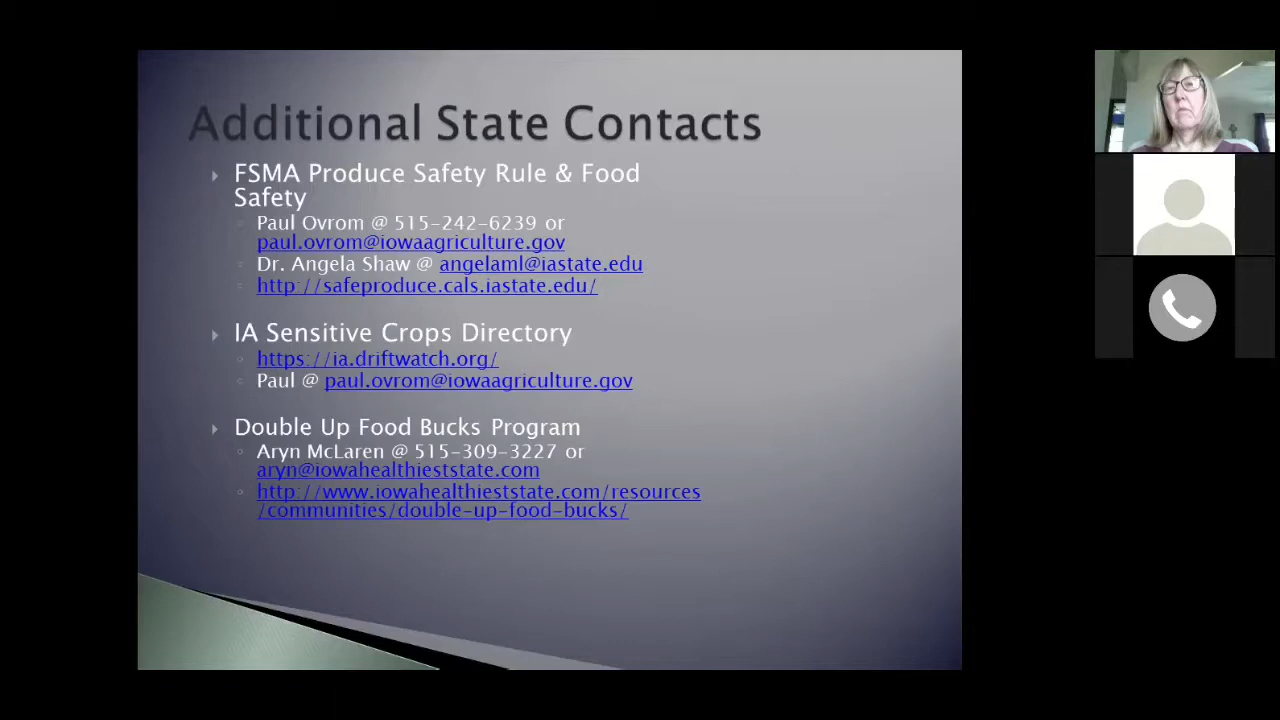 Additional State Contacts
FSMA Produce Safety Rule & Food
Safety
Paul Ovrom @ 515-242-6239 or
paul.ovrom@iowaagriculture.gov
Dr. Angela Shaw @ angelaml@iastate.edu
http://safeproduce.cals.iastate.edu/
IA Sensitive Crops Directory
https://ia.driftwatch.org/
Paul @ paul.ovrom@iowaagriculture.gov
Double Up Food Bucks Program
Aryn McLaren @ 515-309-3227 or
aryn@iowahealthieststate.com
http://www.iowahealthieststate.com/resources
/communities/double-up-food-bucks/